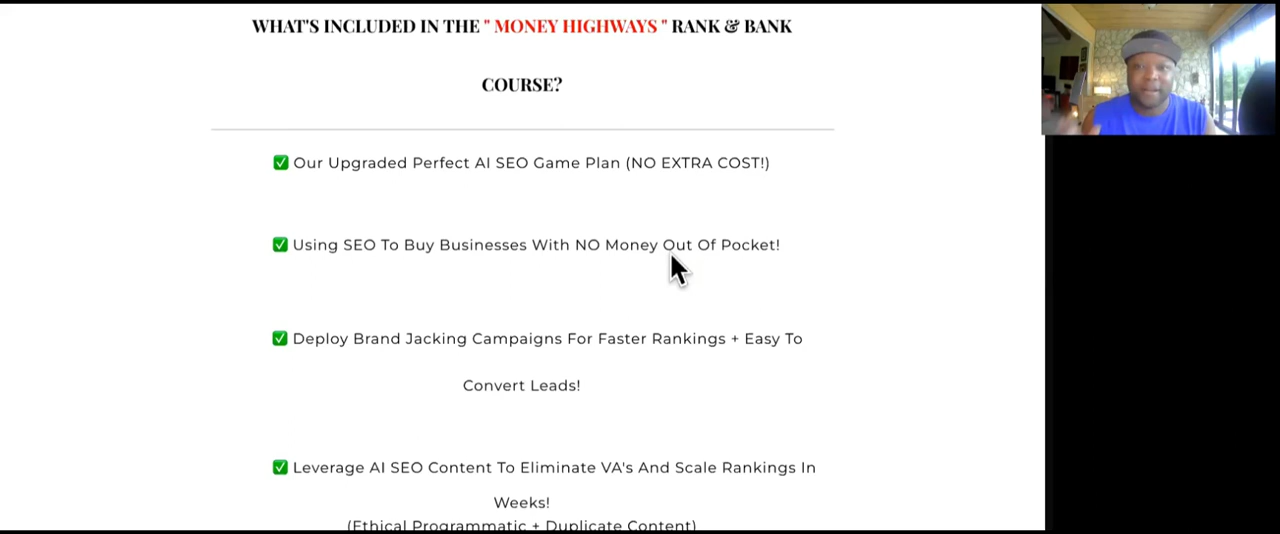 WHAT'S INCLUDED IN THE " MONEY HIGHWAYS " RANK & BANK
COURSE?
✅ Our Upgraded Perfect AI SEO Game Plan (NO EXTRA COST!)
✅ Using SEO To Buy Businesses With NO Money Out Of Pocket!
✅ Deploy Brand Jacking Campaigns For Faster Rankings + Easy To
Convert Leads!
✅ Leverage AI SEO Content To Eliminate VA's And Scale Rankings In
Weeks!
(Ethical Programmatic + Duplicate Content)